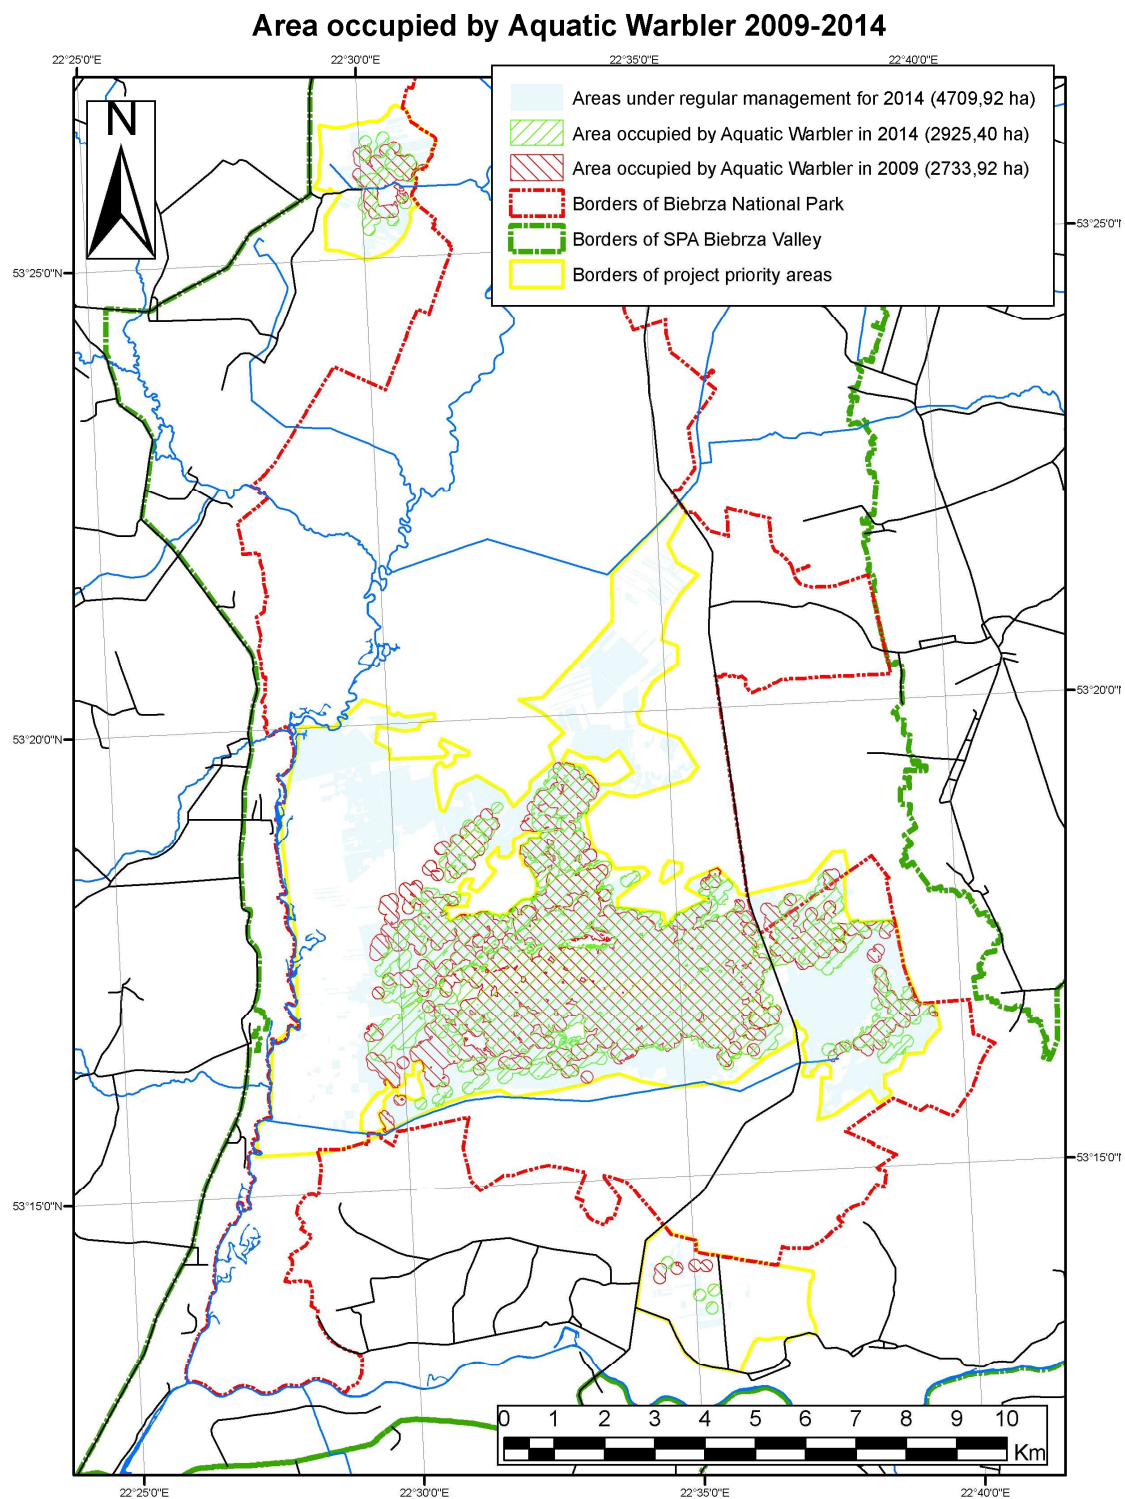 Area occupied by Aquatic Warbler 2009-2014
22°25'0"E 22°30'0"E 22°35'0"E 22°40'0"E
N
Areas under regular management for 2014 (4709,92 ha)
Area occupied by Aquatic Warbler in 2014 (2925,40 ha)
Area occupied by Aquatic Warbler in 2009 (2733,92 ha)
Borders of Biebrza National Park
Borders of SPA Biebrza Valley
Borders of project priority areas
53°25'0"N
53°25'0"N
53°20'0"N
53°20'0"N
53°15'0"N
53°15'0"N
0 1 2 3 4 5 6 7 8 9 10
Km
22°25'0"E 22°30'0"E 22°35'0"E 22°40'0"E